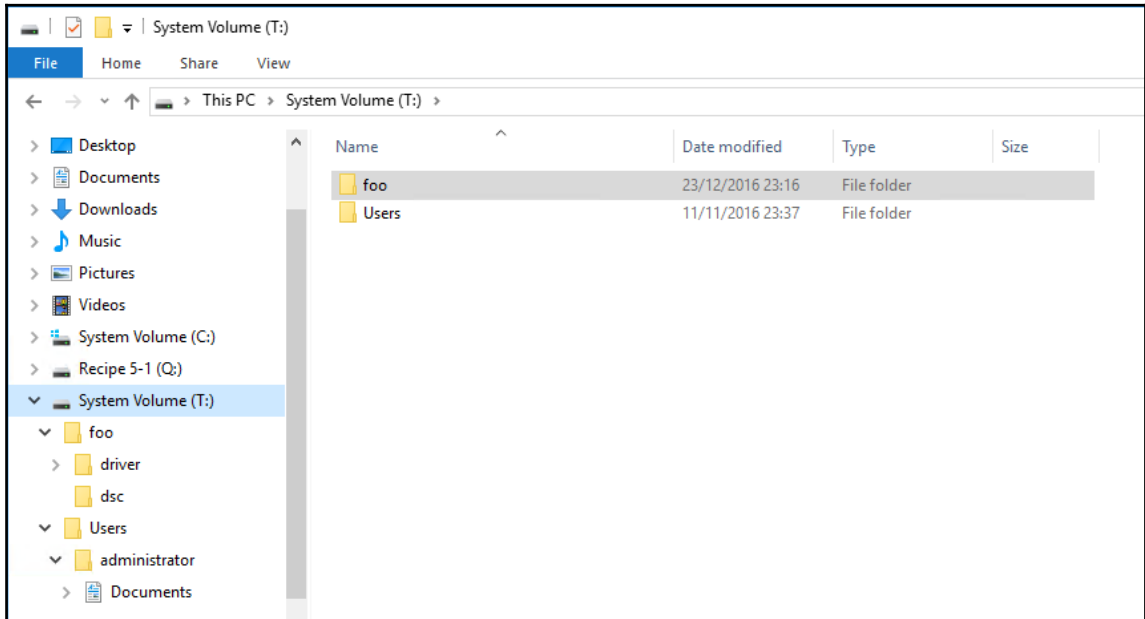 System Volume (T:)
File Home Share View
This PC > System Volume (T:) >
Desktop
Documents
Downloads
Music
Pictures
Videos
System Volume (C:)
Recipe 5-1 (Q:)
System Volume (T:)
foo
driver
dsc
Users
administrator
Documents
Name Date modified Type Size
foo 23/12/2016 23:16 File folder
Users 11/11/2016 23:37 File folder